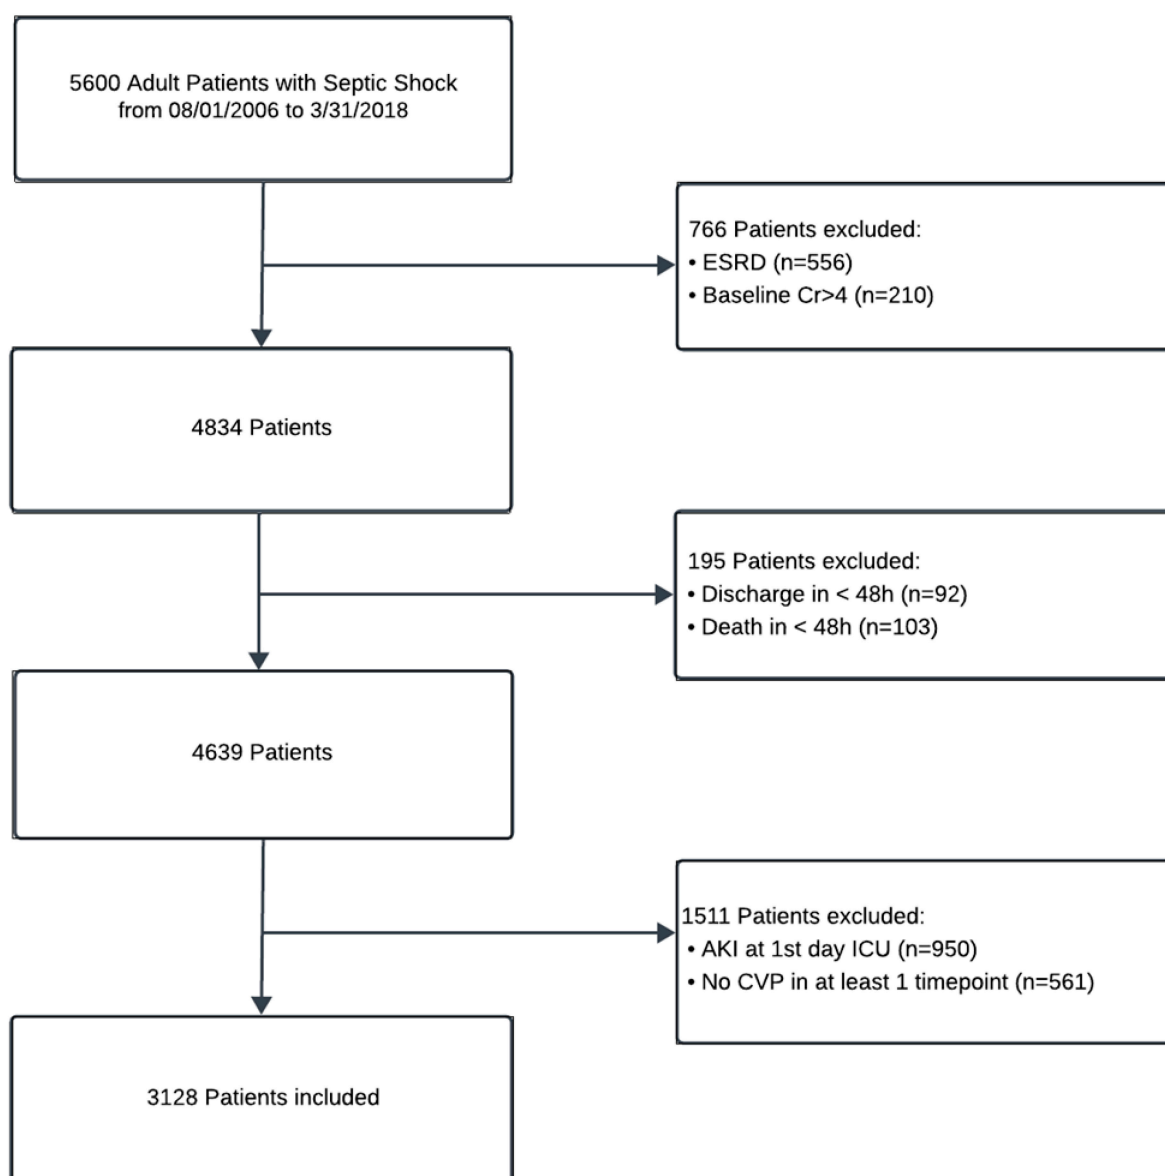 5600 Adult Patients with Septic Shock
from 08/01/2006 to 3/31/2018
766 Patients excluded:
• ESRD (n=556)
• Baseline Cr>4 (n=210)
4834 Patients
195 Patients excluded:
• Discharge in < 48h (n=92)
• Death in < 48h (n=103)
4639 Patients
1511 Patients excluded:
• AKI at 1st day ICU (n=950)
• No CVP in at least 1 timepoint (n=561)
3128 Patients included